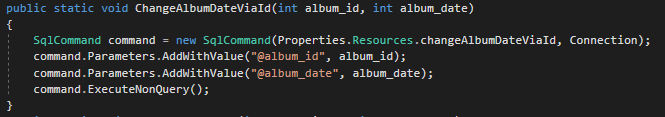 public static void ChangeAlbumDateViaId(int album_id, int album_date)
{
SqlCommand command = new SqlCommand(Properties.Resources.changeAlbumDateViaId, Connection);
command.Parameters.AddWithValue("@album_id", album_id);
command.Parameters.AddWithValue("@album_date", album_date);
command.ExecuteNonQuery();
}